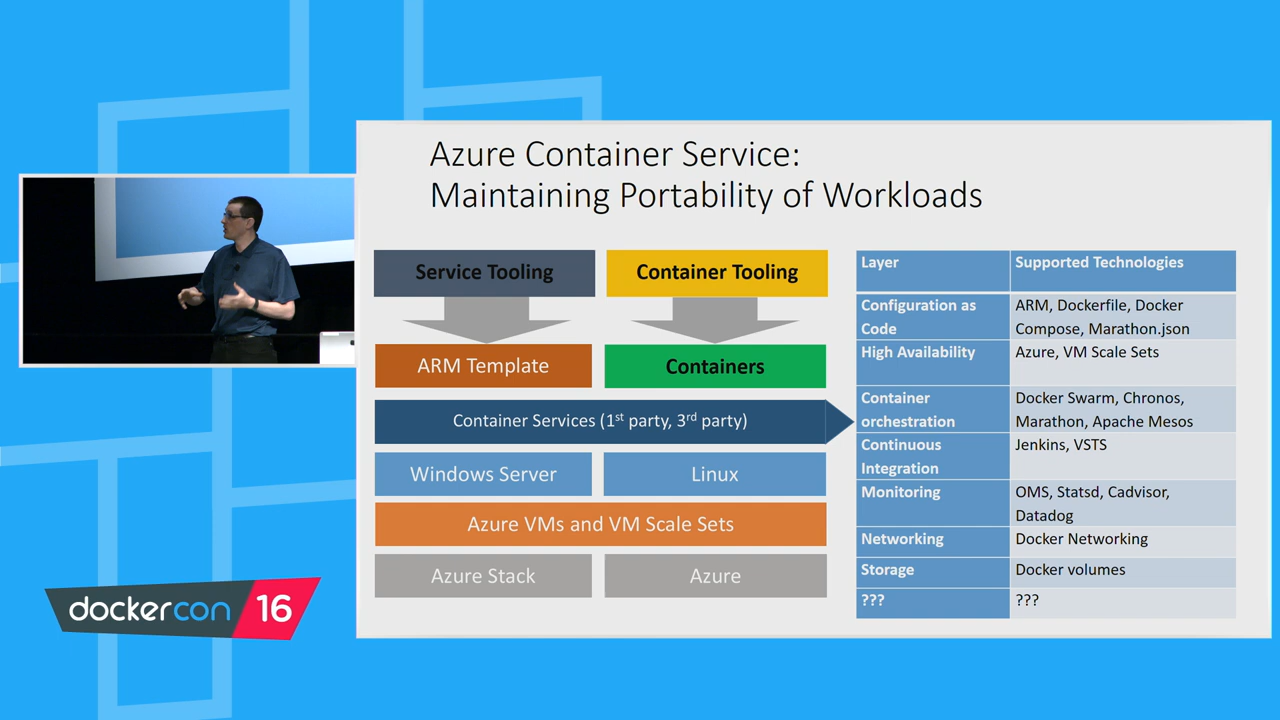 Azure Container Service:
Maintaining Portability of Workloads
Service Tooling
Container Tooling
ARM Template
Containers
Container Services (1st party, 3rd party)
Windows Server
Linux
Azure VMs and VM Scale Sets
Azure Stack
Azure
Layer
Supported Technologies
Configuration as
Code
ARM, Dockerfile, Docker
Compose, Marathon.json
High Availability
Azure, VM Scale Sets
Container
orchestration
Docker Swarm, Chronos,
Marathon, Apache Mesos
Continuous
Integration
Jenkins, VSTS
Monitoring
OMS, Statsd, Cadvisor,
Datadog
Networking
Docker Networking
Storage
Docker volumes
???
???
dockercon 16